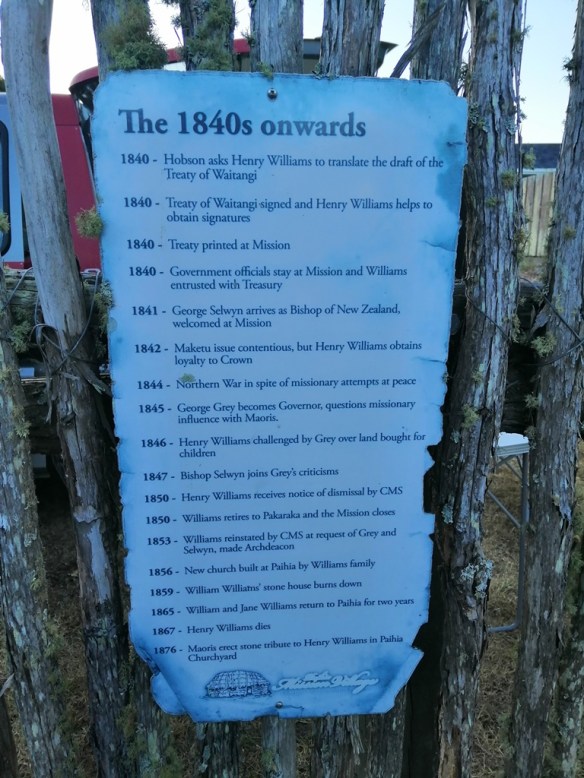 The 1840s onwards
1840 - Hobson asks Henry Williams to translate the draft of the
Treaty of Waitangi
1840 - Treaty of Waitangi signed and Henry Williams helps to
obtain signatures
1840 - Treaty printed at Mission
1840 - Government officials stay at Mission and Williams
entrusted with Treasury
1841 - George Selwyn arrives as Bishop of New Zealand,
welcomed at Mission
1842 - Maketu issue contentious, but Henry Williams obtains
loyalty to Crown
1844 - Northern War in spite of missionary attempts at peace
1845 - George Grey becomes Governor, questions missionary
influence with Maoris.
1846 - Henry Williams challenged by Grey over land bought for
children
1847 - Bishop Selwyn joins Grey's criticisms
1850 - Henry Williams receives notice of dismissal by CMS
1850 - Williams retires to Pakaraka and the Mission closes
1853 - Williams reinstated by CMS at request of Grey and
Selwyn, made Archdeacon
1856 - New church built at Paihia by Williams family
1859 - William Williams' stone house burns down
1865 - William and Jane Williams return to Paihia for two years
1867 - Henry Williams dies
1876 - Maoris erect stone tribute to Henry Williams in Paihia
Churchyard